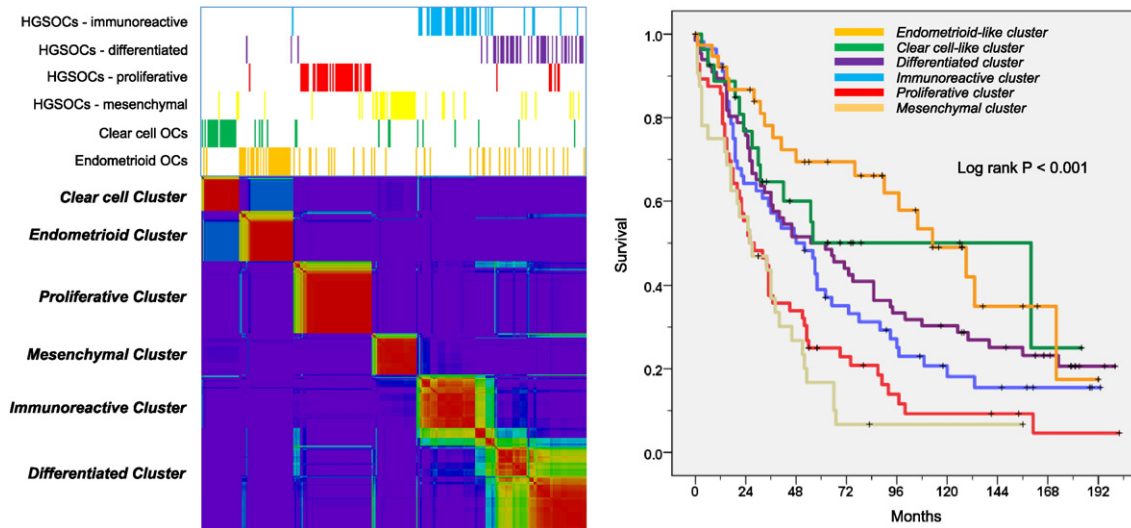 HGSOCs - immunoreactive
HGSOCs - differentiated
HGSOCs - proliferative
HGSOCs - mesenchymal
Clear cell OCs
Endometrioid OCs
Clear cell Cluster
Endometrioid Cluster
Proliferative Cluster
Mesenchymal Cluster
Immunoreactive Cluster
Differentiated Cluster
Survival
1.0
0.8
0.6
0.4
0.2
0.0
Endometrioid-like cluster
Clear cell-like cluster
Differentiated cluster
Immunoreactive cluster
Proliferative cluster
Mesenchymal cluster
Log rank P < 0.001
0 24 48 72 96 120 144 168 192
Months